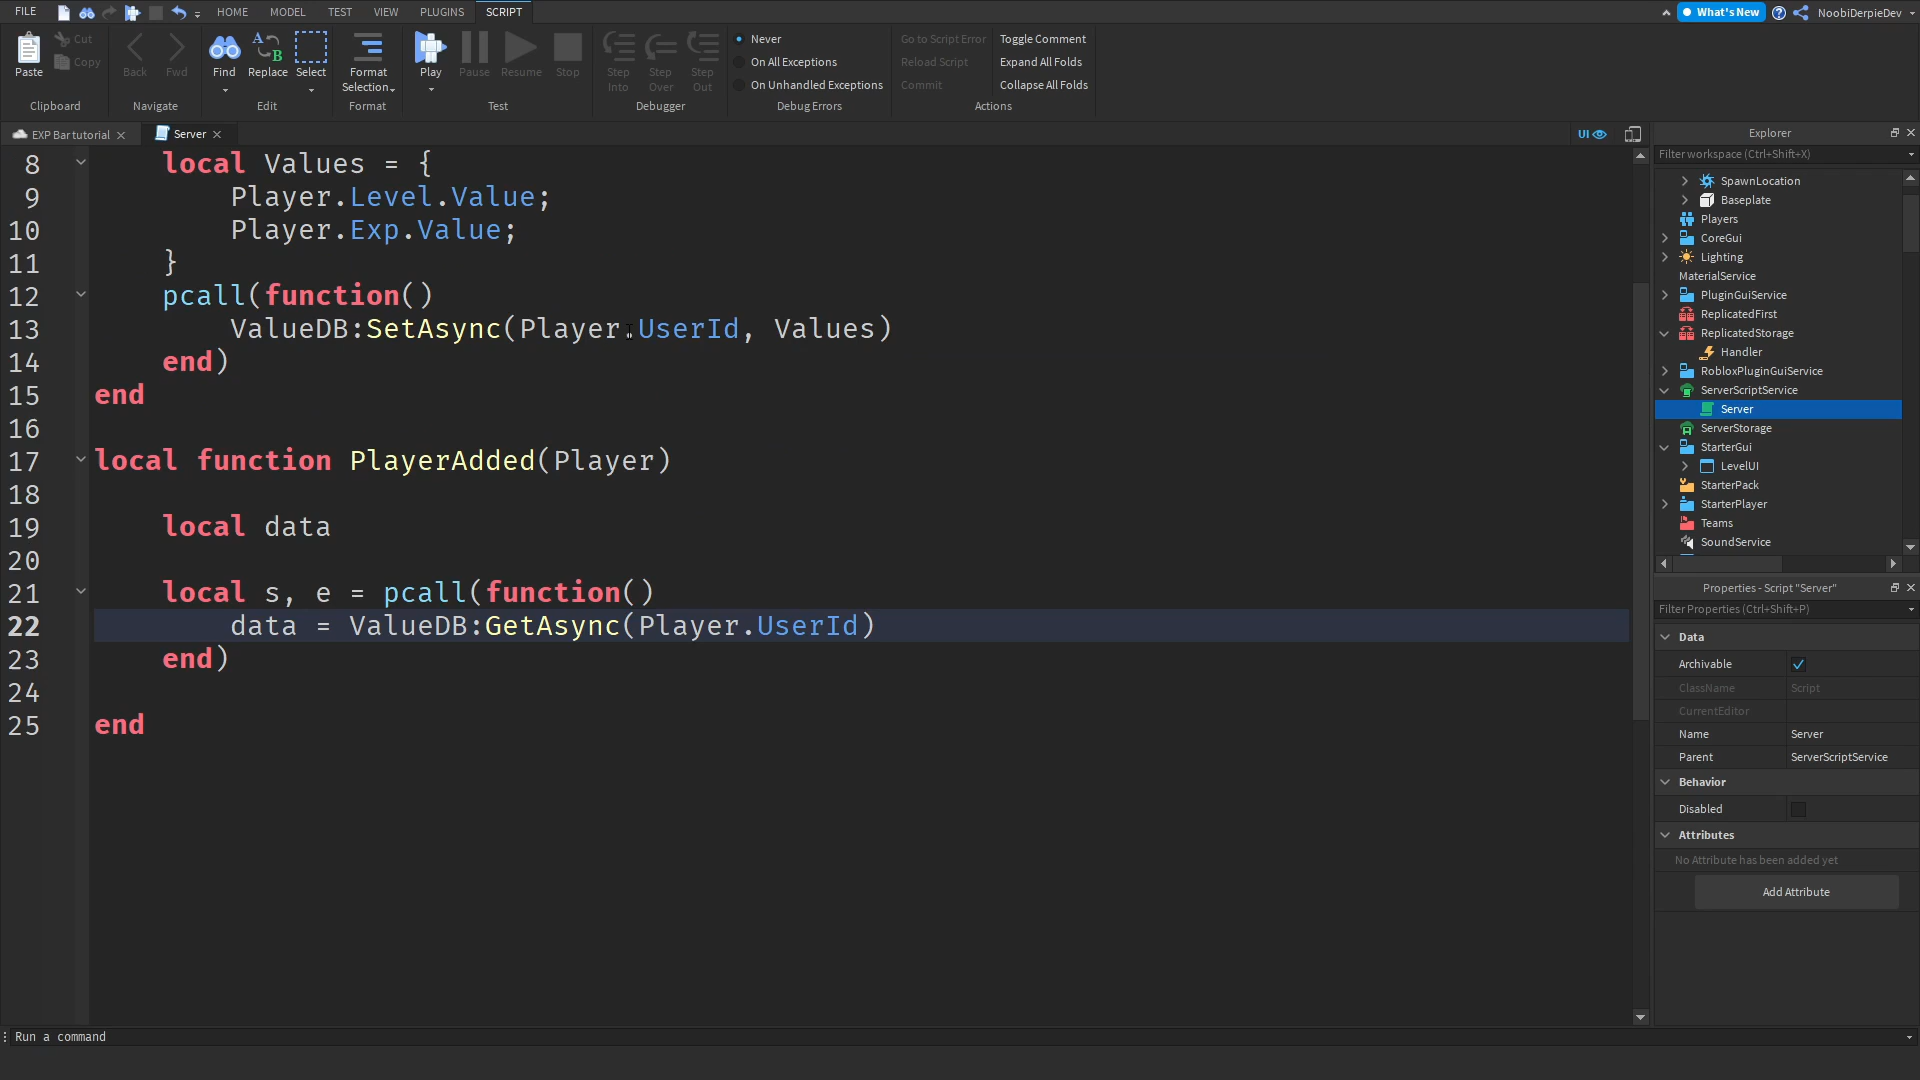 FILE HOME MODEL TEST VIEW PLUGINS SCRIPT What's New NoobiDerpieDev
Paste Cut Copy
Back Fwd
Find Replace Select
Format Selection
Play Pause Resume Stop
Step Into Step Over Step Out
Never
On All Exceptions
On Unhandled Exceptions
Go to Script Error
Reload Script
Commit
Toggle Comment
Expand All Folds
Collapse All Folds
Clipboard Navigate Edit Format Test Debugger Debug Errors Actions
EXP Bar tutorial Server UI
8 local Values = {
9 Player.Level.Value;
10 Player.Exp.Value;
11 }
12 pcall(function()
13 ValueDB:SetAsync(Player.UserId, Values)
14 end)
15 end
16
17 local function PlayerAdded(Player)
18
19 local data
20
21 local s, e = pcall(function()
22 data = ValueDB:GetAsync(Player.UserId)
23 end)
24
25 end
Explorer
Filter workspace (Ctrl+Shift+X)
SpawnLocation
Baseplate
Players
CoreGui
Lighting
MaterialService
PluginGuiService
ReplicatedFirst
ReplicatedStorage
Handler
RobloxPluginGuiService
ServerScriptService
Server
ServerStorage
StarterGui
LevelUI
StarterPack
StarterPlayer
Teams
SoundService
Properties - Script "Server"
Filter Properties (Ctrl+Shift+P)
Data
Archivable
ClassName Script
CurrentEditor
Name Server
Parent ServerScriptService
Behavior
Disabled
Attributes
No Attribute has been added yet
Add Attribute
Run a command